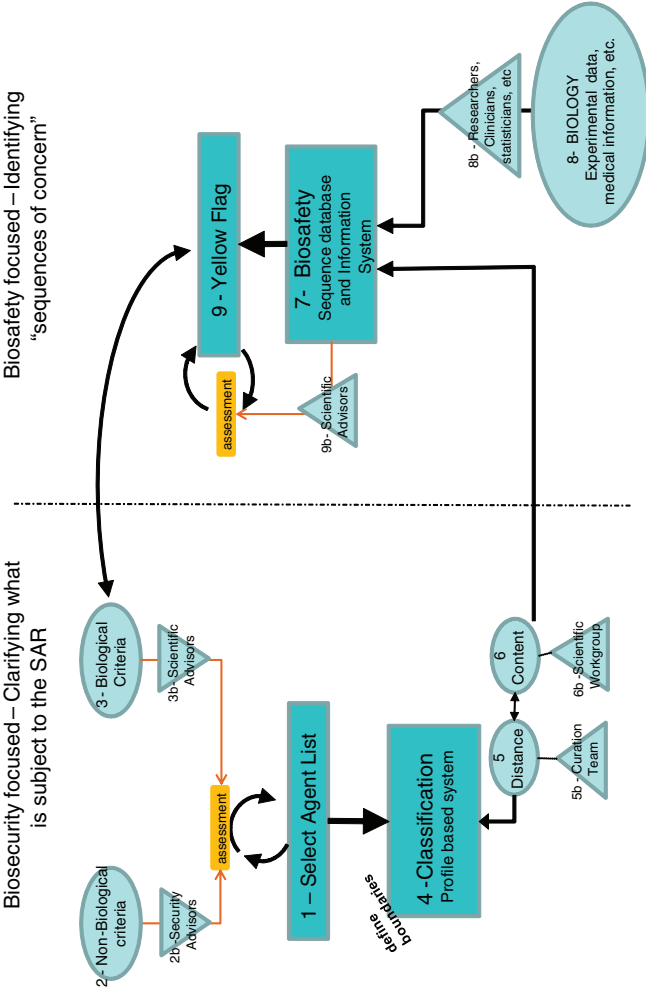 Biosecurity focused – Clarifying what
is subject to the SAR
2 - Non-Biological
criteria
2b -Security
Advisors
3 - Biological
Criteria
3b- Scientific
Advisors
assessment
1 – Select Agent List
define
boundaries
4 -Classification
Profile based system
5
Distance
5b - Curation
Team
6
Content
6b -Scientific
Workgroup
Biosafety focused – Identifying
“sequences of concern”
9 - Yellow Flag
assessment
9b- Scientific
Advisors
7- Biosafety
Sequence database
and Information
System
8b - Researchers,
Clinicians,
statisticians, etc
8- BIOLOGY
Experimental data,
medical information, etc.